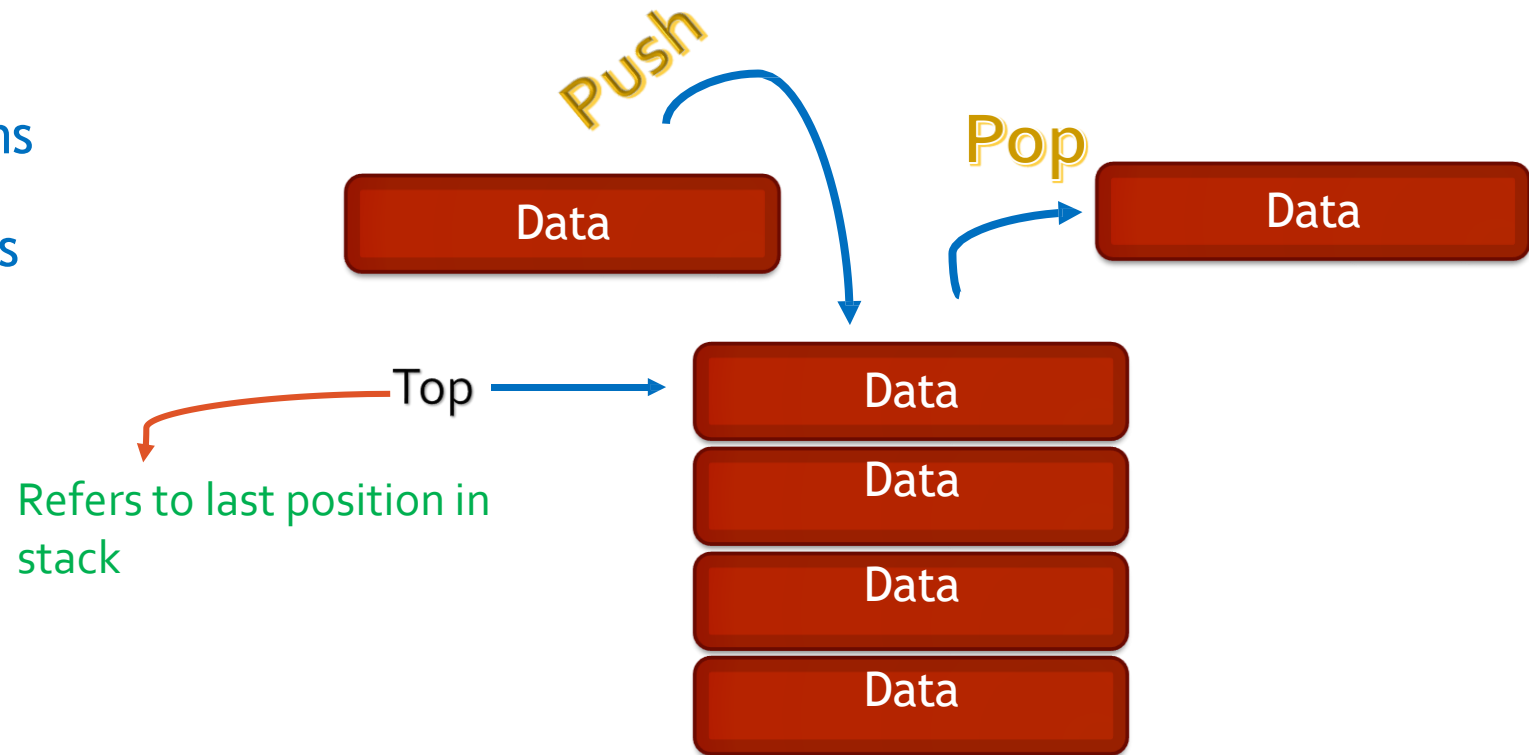 Push
ns
Pop
Data
Data
s
Top
Data
Data
Refers to last position in
stack
Data
Data